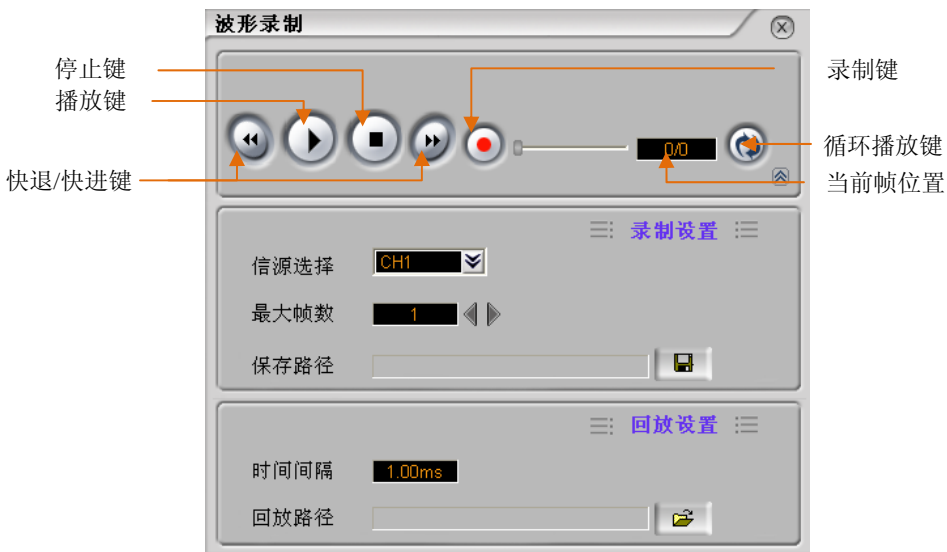 波形录制
停止键
录制键
播放键
循环播放键
0/0
快退/快进键
当前帧位置
录制设置
信源选择 CH1
最大帧数 1
保存路径
回放设置
时间间隔 1.00ms
回放路径